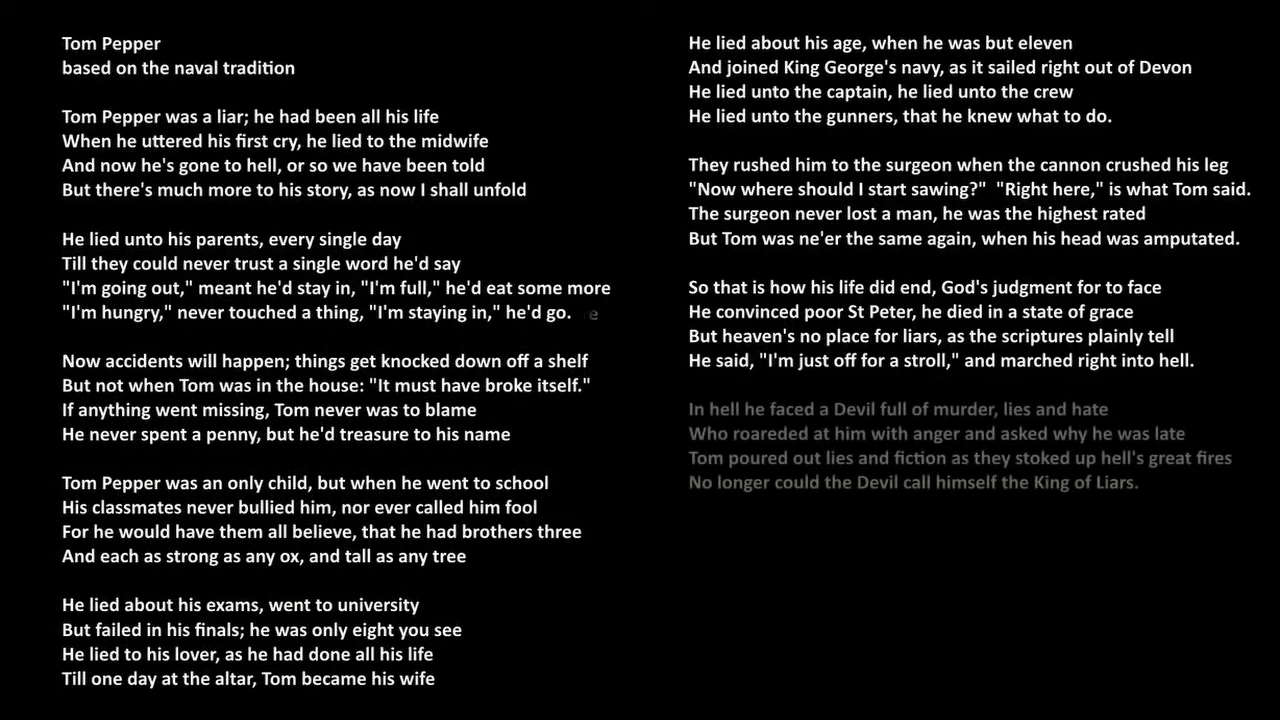 Tom Pepper
based on the naval tradition
Tom Pepper was a liar; he had been all his life
When he uttered his first cry, he lied to the midwife
And now he's gone to hell, or so we have been told
But there's much more to his story, as now I shall unfold
He lied unto his parents, every single day
Till they could never trust a single word he'd say
"I'm going out," meant he'd stay in, "I'm full," he'd eat some more
"I'm hungry," never touched a thing, "I'm staying in," he'd go.
Now accidents will happen; things get knocked down off a shelf
But not when Tom was in the house: "It must have broke itself."
If anything went missing, Tom never was to blame
He never spent a penny, but he'd treasure to his name
Tom Pepper was an only child, but when he went to school
His classmates never bullied him, nor ever called him fool
For he would have them all believe, that he had brothers three
And each as strong as any ox, and tall as any tree
He lied about his exams, went to university
But failed in his finals; he was only eight you see
He lied to his lover, as he had done all his life
Till one day at the altar, Tom became his wife
He lied about his age, when he was but eleven
And joined King George's navy, as it sailed right out of Devon
He lied unto the captain, he lied unto the crew
He lied unto the gunners, that he knew what to do.
They rushed him to the surgeon when the cannon crushed his leg
"Now where should I start sawing?"  "Right here," is what Tom said.
The surgeon never lost a man, he was the highest rated
But Tom was ne'er the same again, when his head was amputated.
So that is how his life did end, God's judgment for to face
He convinced poor St Peter, he died in a state of grace
But heaven's no place for liars, as the scriptures plainly tell
He said, "I'm just off for a stroll," and marched right into hell.
In hell he faced a Devil full of murder, lies and hate
Who roareded at him with anger and asked why he was late
Tom poured out lies and fiction as they stoked up hell's great fires
No longer could the Devil call himself the King of Liars.